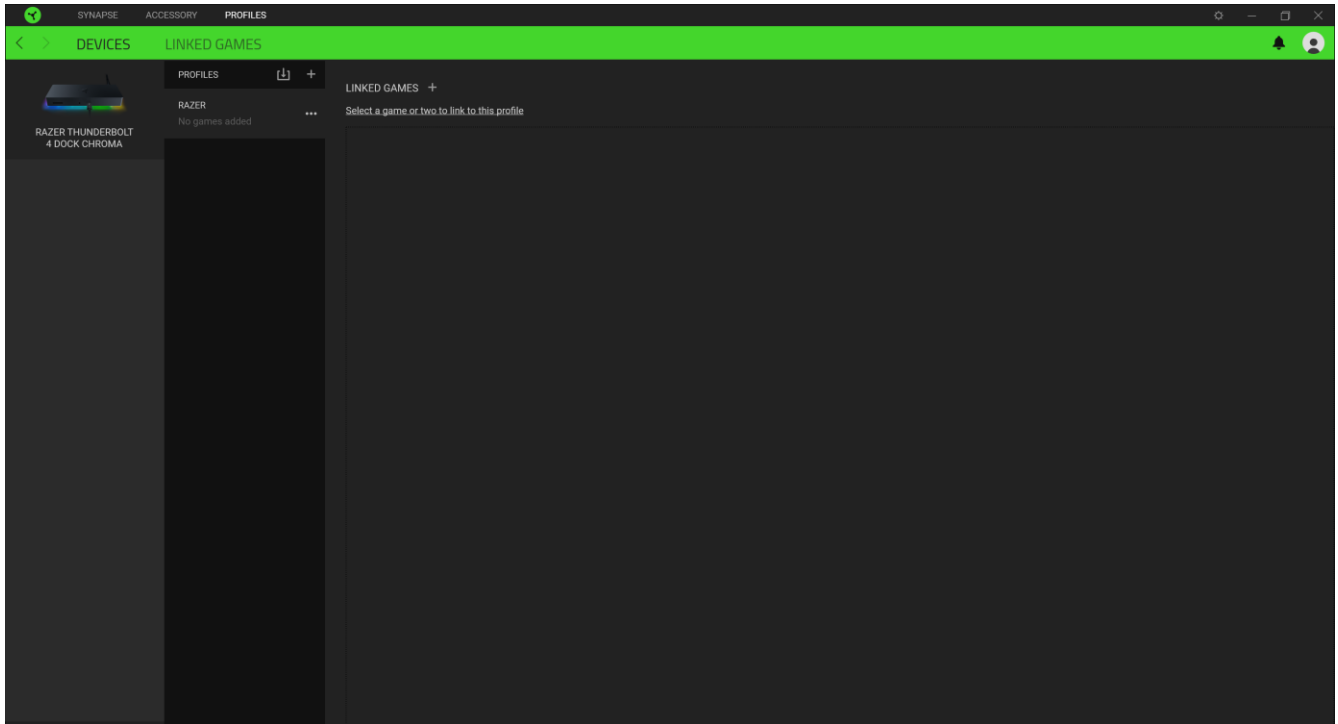 SYNAPSE ACCESSORY PROFILES
DEVICES LINKED GAMES
RAZER THUNDERBOLT
4 DOCK CHROMA
PROFILES
RAZER
No games added
LINKED GAMES
Select a game or two to link to this profile